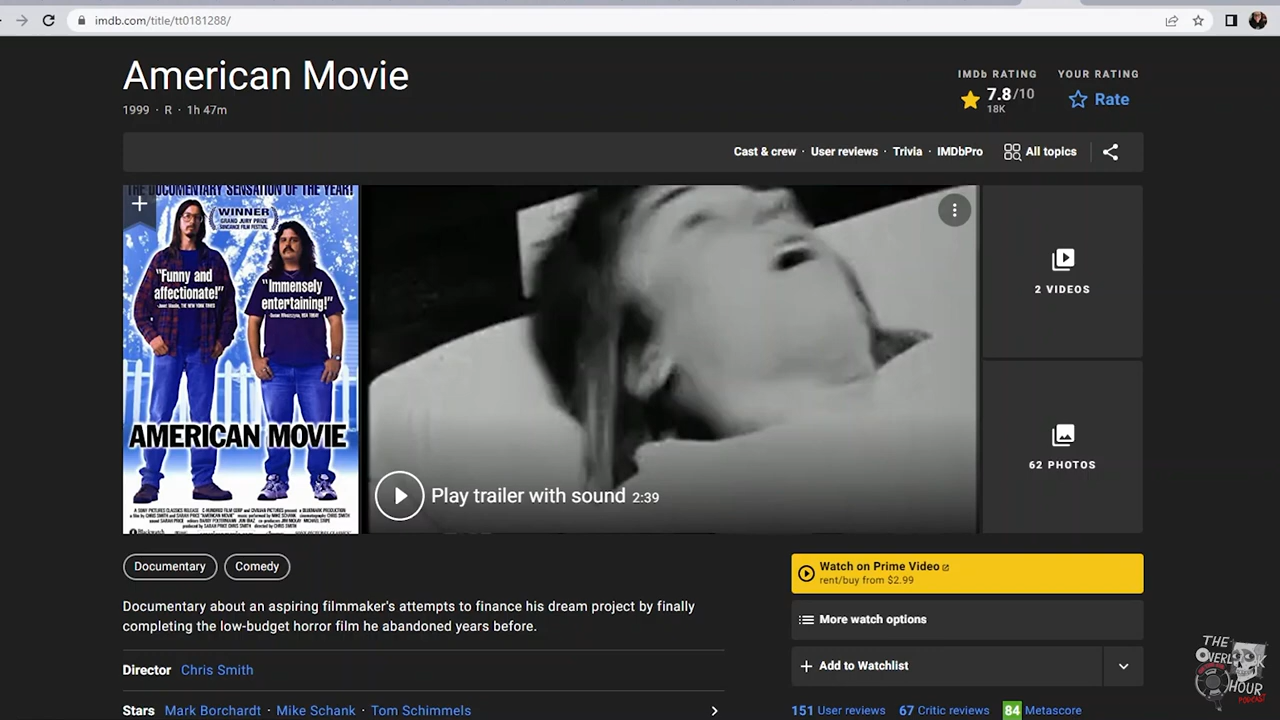 imdb.com/title/tt0181288/
American Movie
1999 · R · 1h 47m
IMDb RATING
7.8/10
18K
YOUR RATING
Rate
Cast & crew · User reviews · Trivia · IMDbPro
All topics
THE DOCUMENTARY SENSATION OF THE YEAR!
WINNER
GRAND JURY PRIZE
SUNDANCE FILM FESTIVAL
"Funny and
affectionate!"
"Immensely
entertaining!"
AMERICAN MOVIE
Play trailer with sound 2:39
2 VIDEOS
62 PHOTOS
Documentary
Comedy
Documentary about an aspiring filmmaker's attempts to finance his dream project by finally
completing the low-budget horror film he abandoned years before.
Director Chris Smith
Stars Mark Borchardt · Mike Schank · Tom Schimmels
Watch on Prime Video
rent/buy from $2.99
More watch options
Add to Watchlist
151 User reviews 67 Critic reviews 84 Metascore
THE
OVERLOOK
HOUR
PODCAST